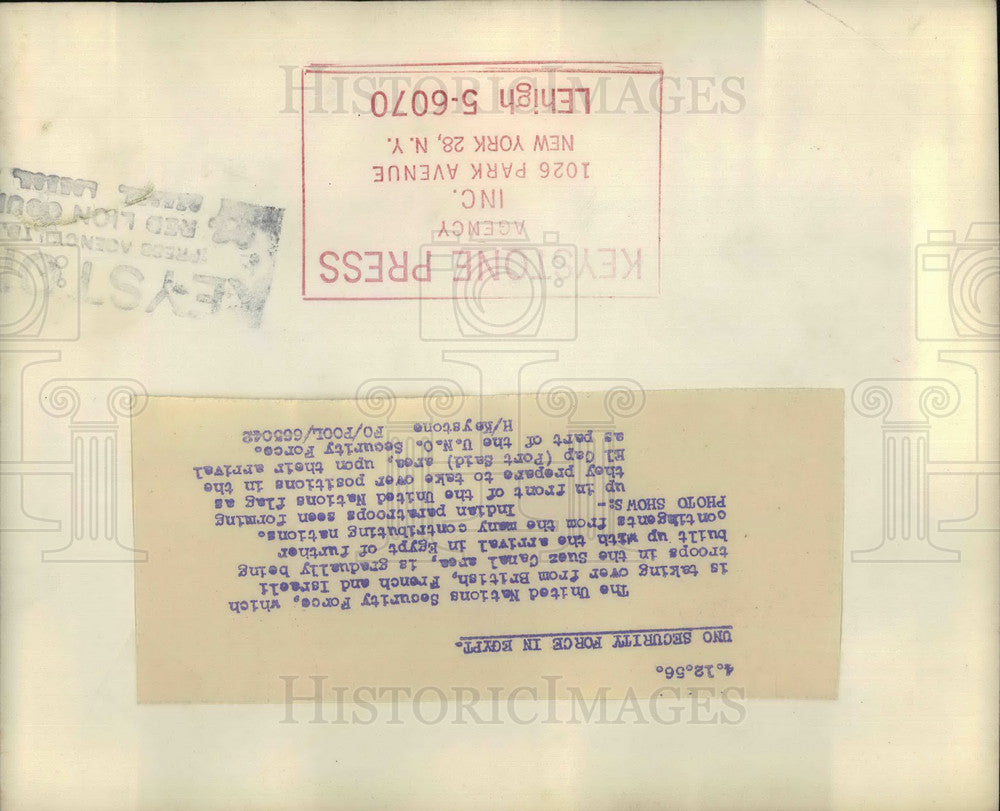 4.12.56.
UNO SECURITY FORCE IN EGYPT.
The United Nations Security Force, which
is taking over from British, French and Israeli
troops in the Suez Canal area, is gradually being
built up with the arrival in Egypt of further
contingents from the many contributing nations.
PHOTO SHOWS:- Indian paratroops seen forming
up in front of the United Nations flag as
they prepare to take over positions in the
El Cap (Port Said) area, upon their arrival
as part of the U.N.O. Security Force.
H/Keystone FO/POOL/665042
KEYSTONE PRESS
AGENCY
INC.
1026 PARK AVENUE
NEW YORK 28, N. Y.
LEhigh 5-6070
KEYST
PRESS AGENCY
RED LION COU
HISTORICIMAGES
HISTORICIMAGES